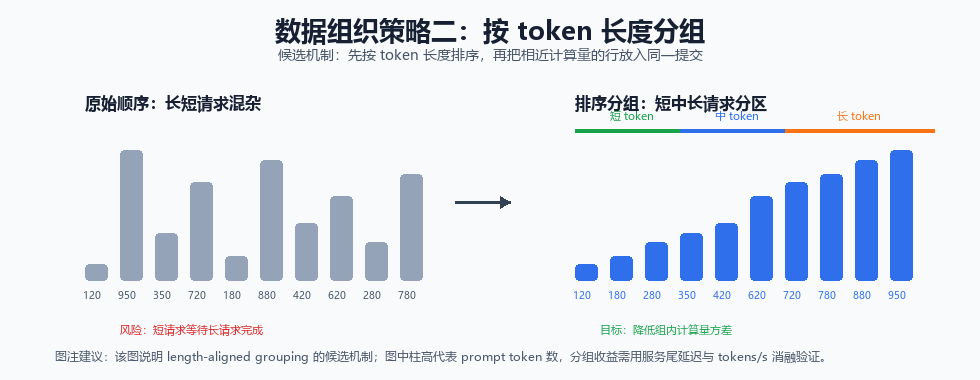 数据组织策略二：按 token 长度分组
候选机制：先按 token 长度排序，再把相近计算量的行放入同一提交
原始顺序：长短请求混杂
120 950 350 720 180 880 420 620 280 780
风险：短请求等待长请求完成
排序分组：短中长请求分区
短 token 中 token 长 token
120 180 280 350 420 620 720 780 880 950
目标：降低组内计算量方差
图注建议：该图说明 length-aligned grouping 的候选机制；图中柱高代表 prompt token 数，分组收益需用服务尾延迟与 tokens/s 消融验证。